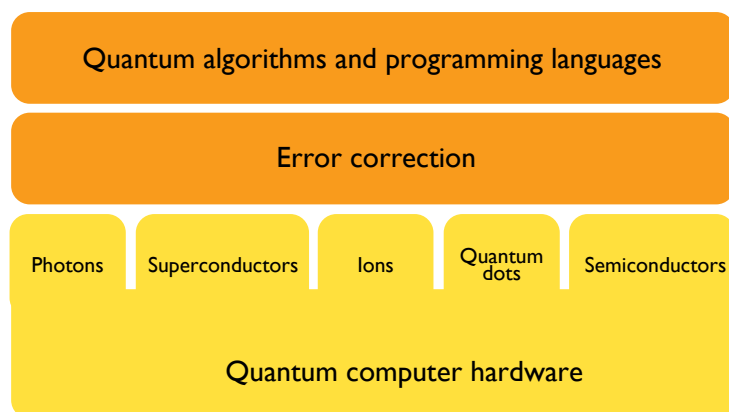 Quantum algorithms and programming languages
Error correction
Photons
Superconductors
Ions
Quantum
dots
Semiconductors
Quantum computer hardware